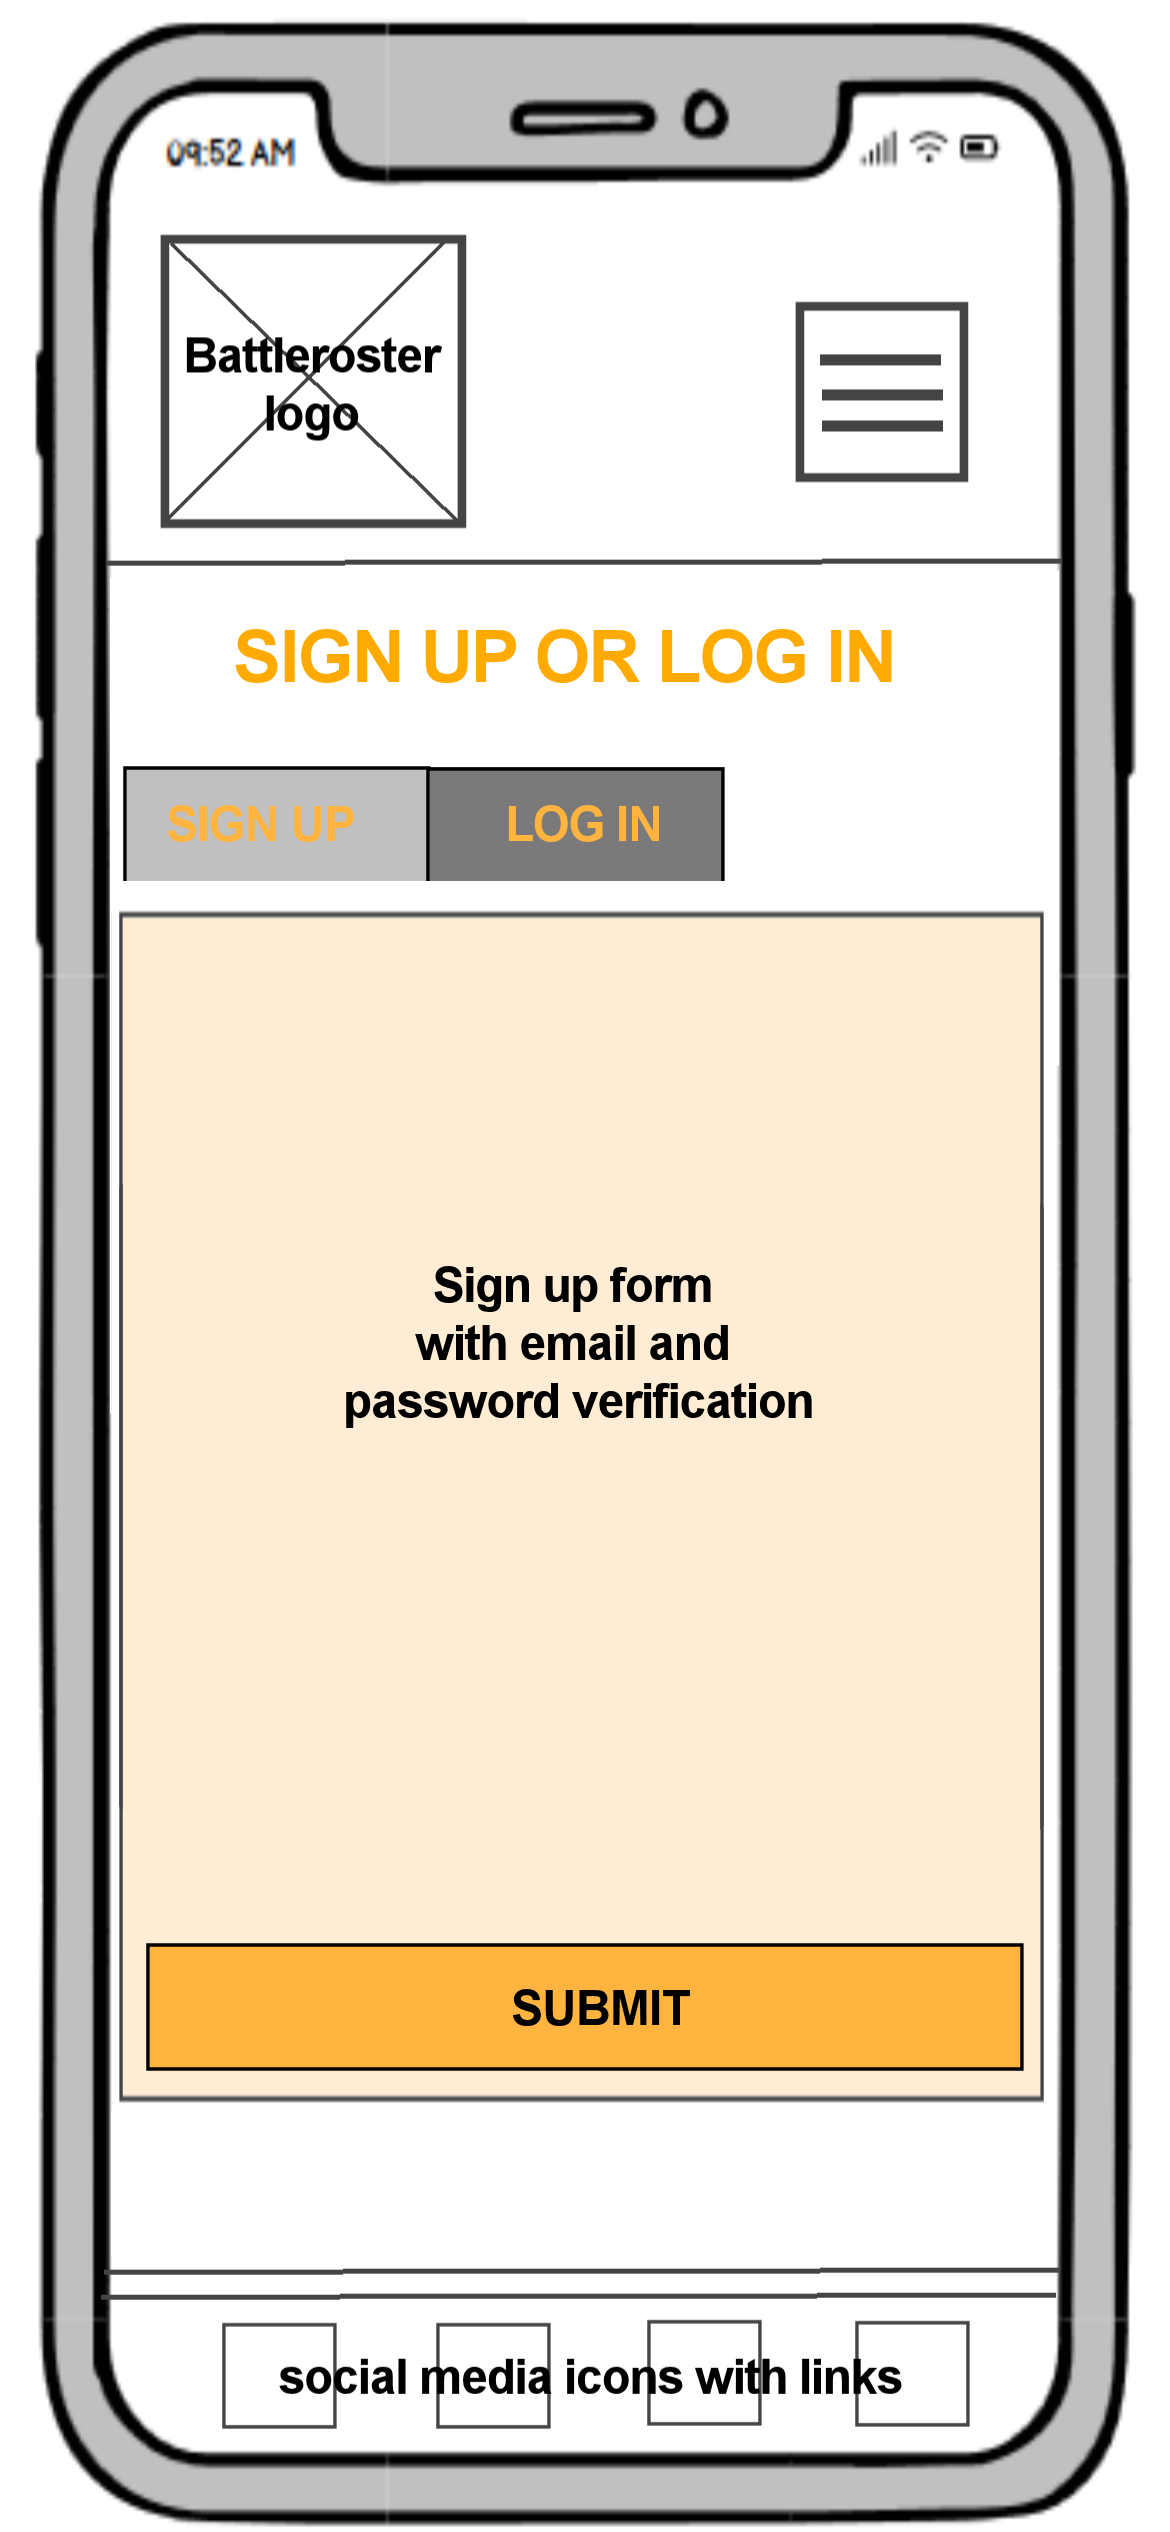 09:52 AM
Battleroster
logo
SIGN UP OR LOG IN
SIGN UP
LOG IN
Sign up form
with email and
password verification
SUBMIT
social media icons with links